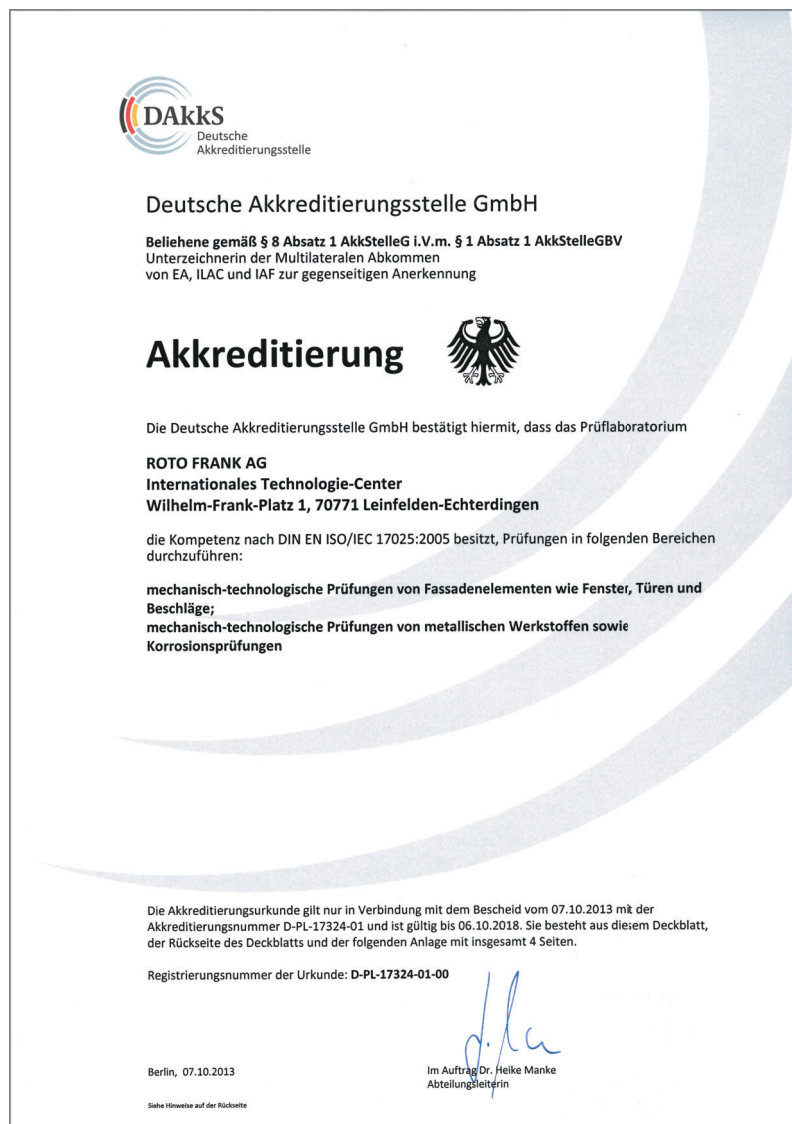 DAkkS
Deutsche
Akkreditierungsstelle
Deutsche Akkreditierungsstelle GmbH
Beliehene gemäß § 8 Absatz 1 AkkStelleG i.V.m. § 1 Absatz 1 AkkStelleGBV
Unterzeichnerin der Multilateralen Abkommen
von EA, ILAC und IAF zur gegenseitigen Anerkennung
Akkreditierung
Die Deutsche Akkreditierungsstelle GmbH bestätigt hiermit, dass das Prüflaboratorium
ROTO FRANK AG
Internationales Technologie-Center
Wilhelm-Frank-Platz 1, 70771 Leinfelden-Echterdingen
die Kompetenz nach DIN EN ISO/IEC 17025:2005 besitzt, Prüfungen in folgenden Bereichen
durchzuführen:
mechanisch-technologische Prüfungen von Fassadenelementen wie Fenster, Türen und
Beschläge;
mechanisch-technologische Prüfungen von metallischen Werkstoffen sowie
Korrosionsprüfungen
Die Akkreditierungsurkunde gilt nur in Verbindung mit dem Bescheid vom 07.10.2013 mit der
Akkreditierungsnummer D-PL-17324-01 und ist gültig bis 06.10.2018. Sie besteht aus diesem Deckblatt,
der Rückseite des Deckblatts und der folgenden Anlage mit insgesamt 4 Seiten.
Registrierungsnummer der Urkunde: D-PL-17324-01-00
Berlin, 07.10.2013
Im Auftrag Dr. Heike Manke
Abteilungsleiterin
Siehe Hinweise auf der Rückseite